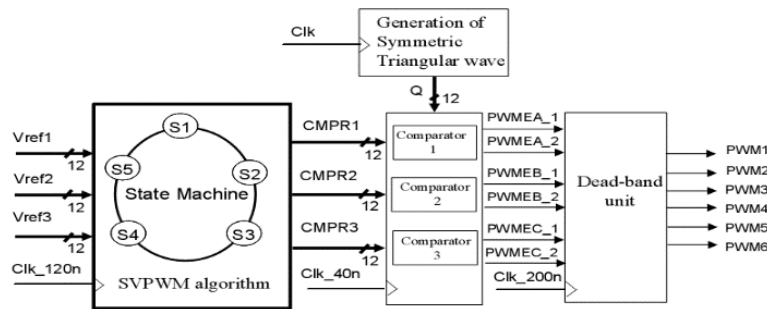 Clk
Generation of
Symmetric
Triangular wave
Q
12
Vref1
12
Vref2
12
Vref3
12
Clk_120n
S1
S2
S3
S4
S5
State Machine
SVPWM algorithm
CMPR1
12
CMPR2
12
CMPR3
12
Clk_40n
Comparator
1
Comparator
2
Comparator
3
PWMEA_1
PWMEA_2
PWMEB_1
PWMEB_2
PWMEC_1
PWMEC_2
Clk_200n
Dead-band
unit
PWM1
PWM2
PWM3
PWM4
PWM5
PWM6